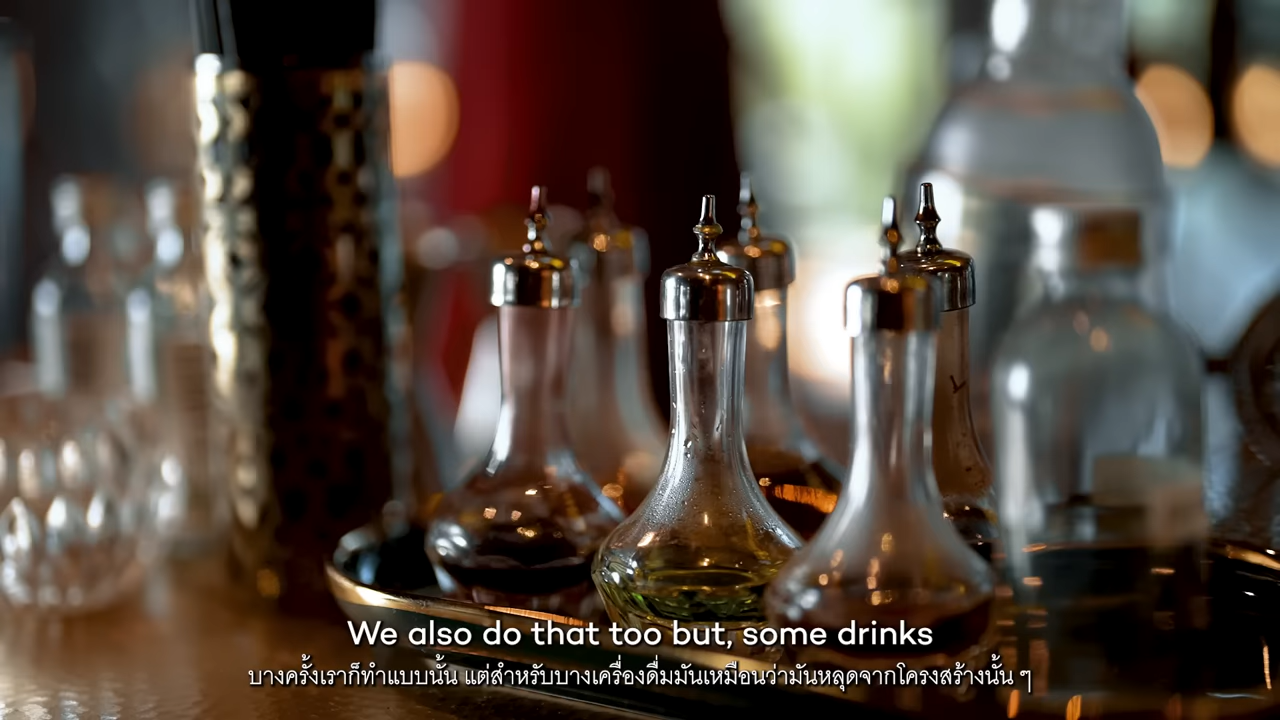 We also do that too but, some drinks
บางครั้งเราก็ทำแบบนั้น แต่สำหรับบางเครื่องดื่มมันเหมือนว่ามันหลุดจากโครงสร้างนั้น ๆ